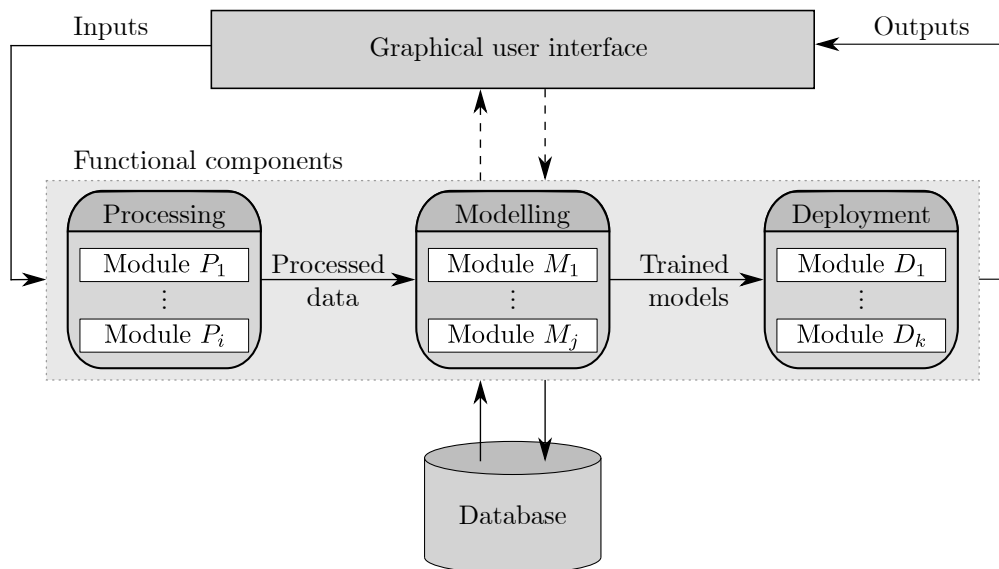 Inputs
Graphical user interface
Outputs
Functional components
Processing
Module P₁
⋮
Module Pᵢ
Processed
data
Modelling
Module M₁
⋮
Module Mⱼ
Trained
models
Deployment
Module D₁
⋮
Module Dₖ
Database